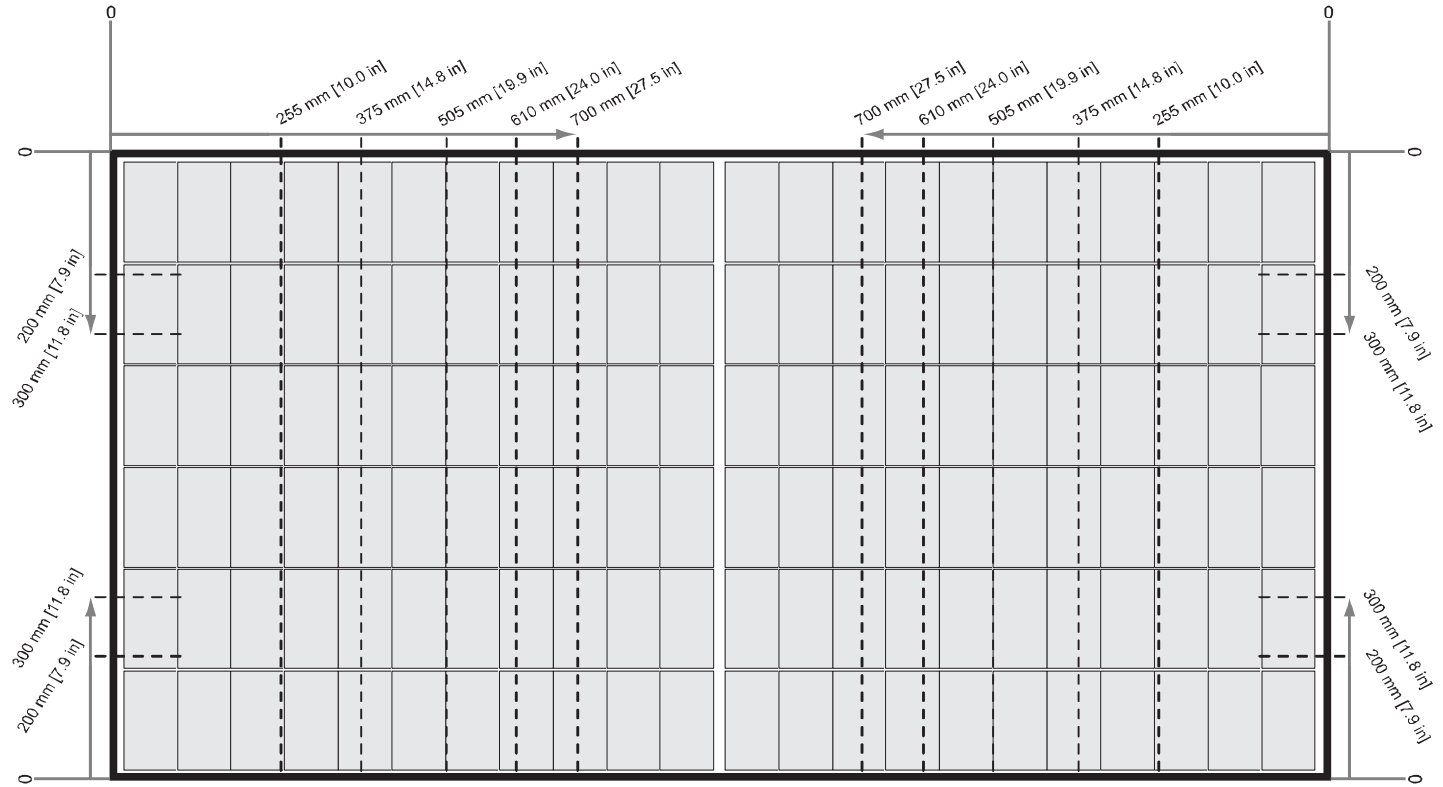 0
0
255 mm [10.0 in]
375 mm [14.8 in]
505 mm [19.9 in]
610 mm [24.0 in]
700 mm [27.5 in]
700 mm [27.5 in]
610 mm [24.0 in]
505 mm [19.9 in]
375 mm [14.8 in]
255 mm [10.0 in]
0
0
200 mm [7.9 in]
300 mm [11.8 in]
200 mm [7.9 in]
300 mm [11.8 in]
300 mm [11.8 in]
200 mm [7.9 in]
300 mm [11.8 in]
200 mm [7.9 in]
0
0